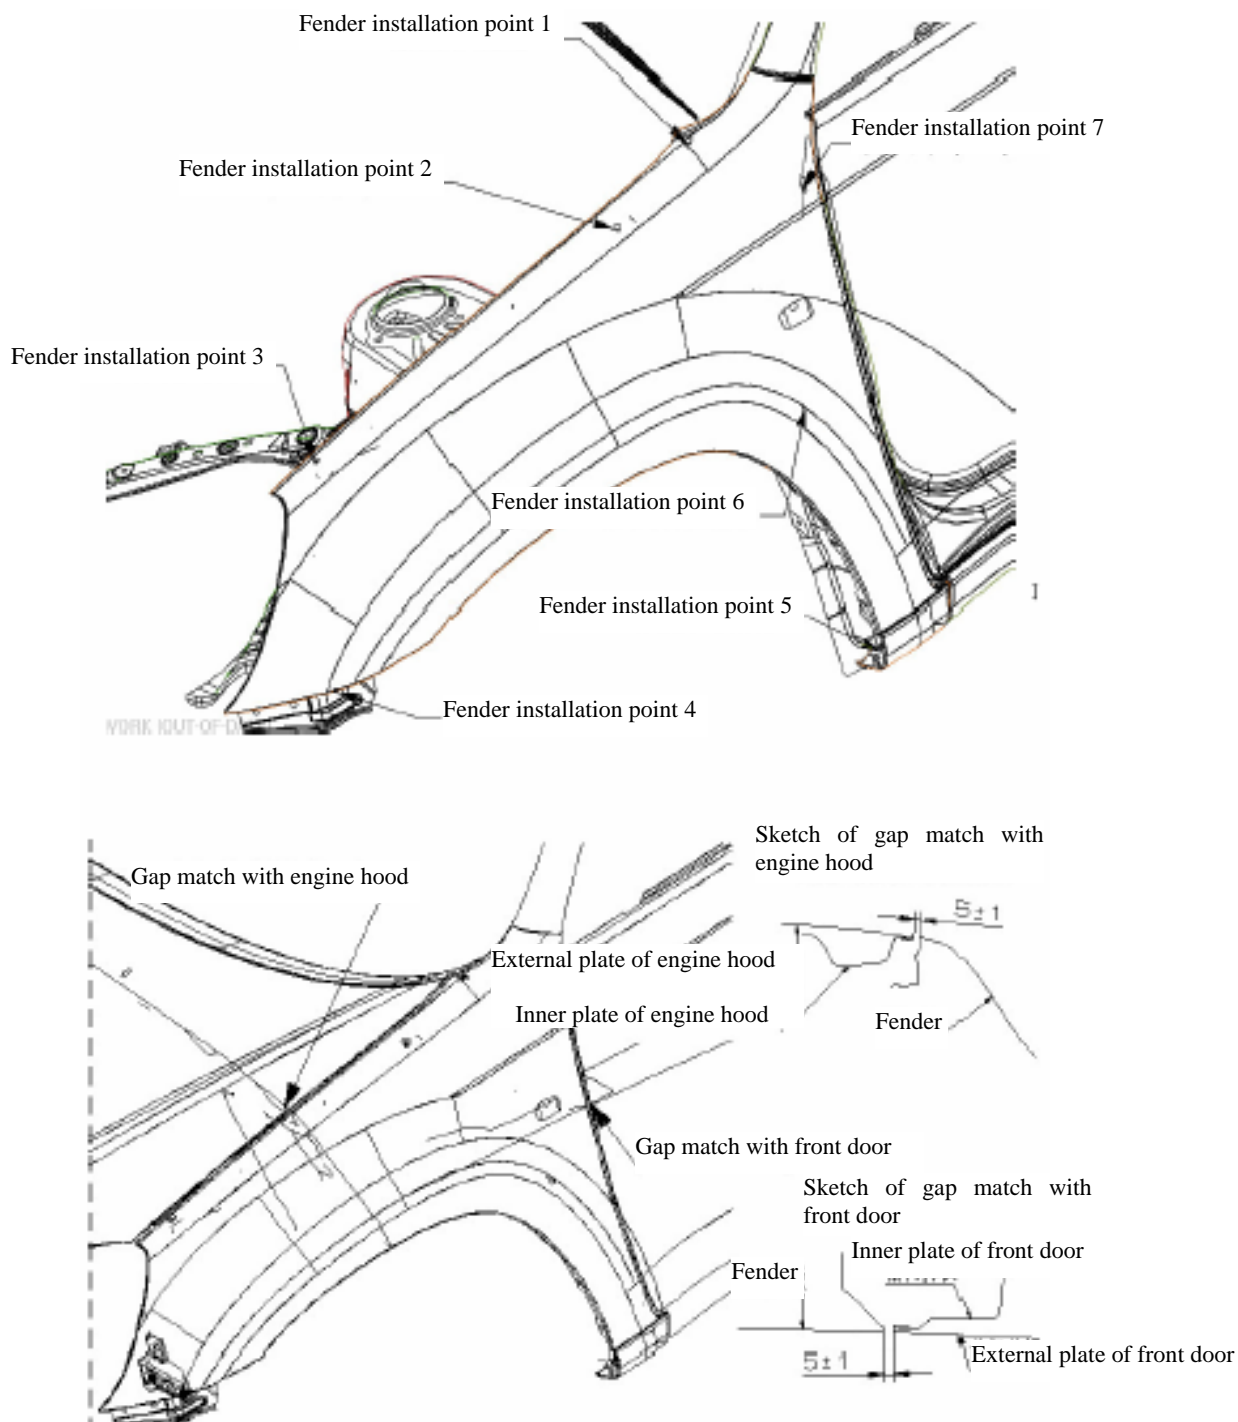 Fender installation point 1
Fender installation point 7
Fender installation point 2
Fender installation point 3
Fender installation point 6
Fender installation point 5
Fender installation point 4
WORK (OUT-OF-D
Sketch of gap match with
engine hood
Gap match with engine hood
5±1
External plate of engine hood
Inner plate of engine hood
Fender
Gap match with front door
Sketch of gap match with
front door
Inner plate of front door
Fender
External plate of front door
5±1